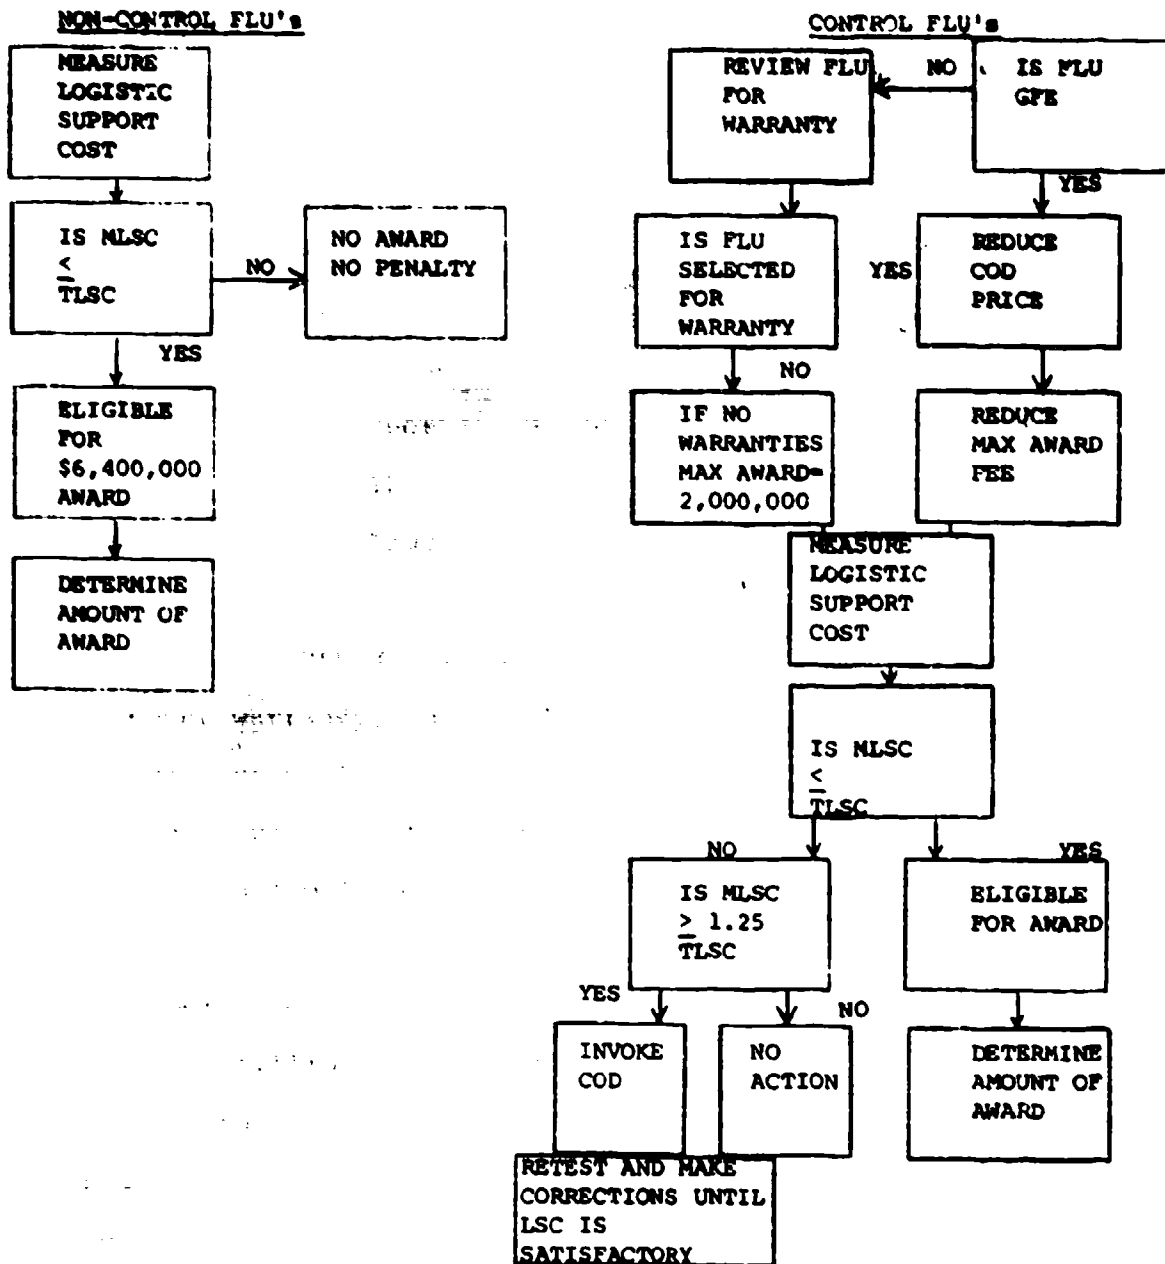 NON-CONTROL FLU's
MEASURE
LOGISTIC
SUPPORT
COST
IS MLSC
≤
TLSC
NO
NO AWARD
NO PENALTY
YES
ELIGIBLE
FOR
$6,400,000
AWARD
DETERMINE
AMOUNT OF
AWARD
CONTROL FLU's
IS FLU
GFE
NO
REVIEW FLU
FOR
WARRANTY
YES
IS FLU
SELECTED
FOR
WARRANTY
YES
REDUCE
COD
PRICE
NO
IF NO
WARRANTIES
MAX AWARD=
2,000,000
REDUCE
MAX AWARD
FEE
MEASURE
LOGISTIC
SUPPORT
COST
IS MLSC
≤
TLSC
NO
YES
IS MLSC
≥ 1.25
TLSC
ELIGIBLE
FOR AWARD
YES
NO
INVOKE
COD
NO
ACTION
DETERMINE
AMOUNT OF
AWARD
RETEST AND MAKE
CORRECTIONS UNTIL
LSC IS
SATISFACTORY